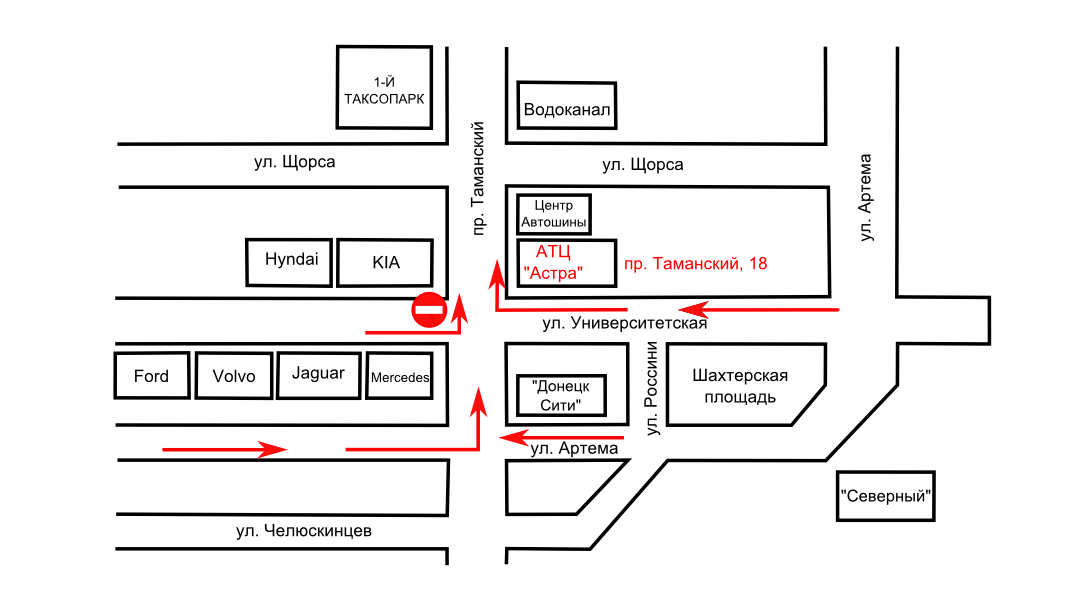 1-Й
ТАКСОПАРК
Водоканал
ул. Щорса
ул. Щорса
пр. Таманский
ул. Артема
Центр
Автошины
АТЦ
"Астра"
пр. Таманский, 18
Hyndai
KIA
ул. Университетская
Ford
Volvo
Jaguar
Mercedes
"Донецк
Сити"
ул. Россини
Шахтерская
площадь
ул. Артема
"Северный"
ул. Челюскинцев